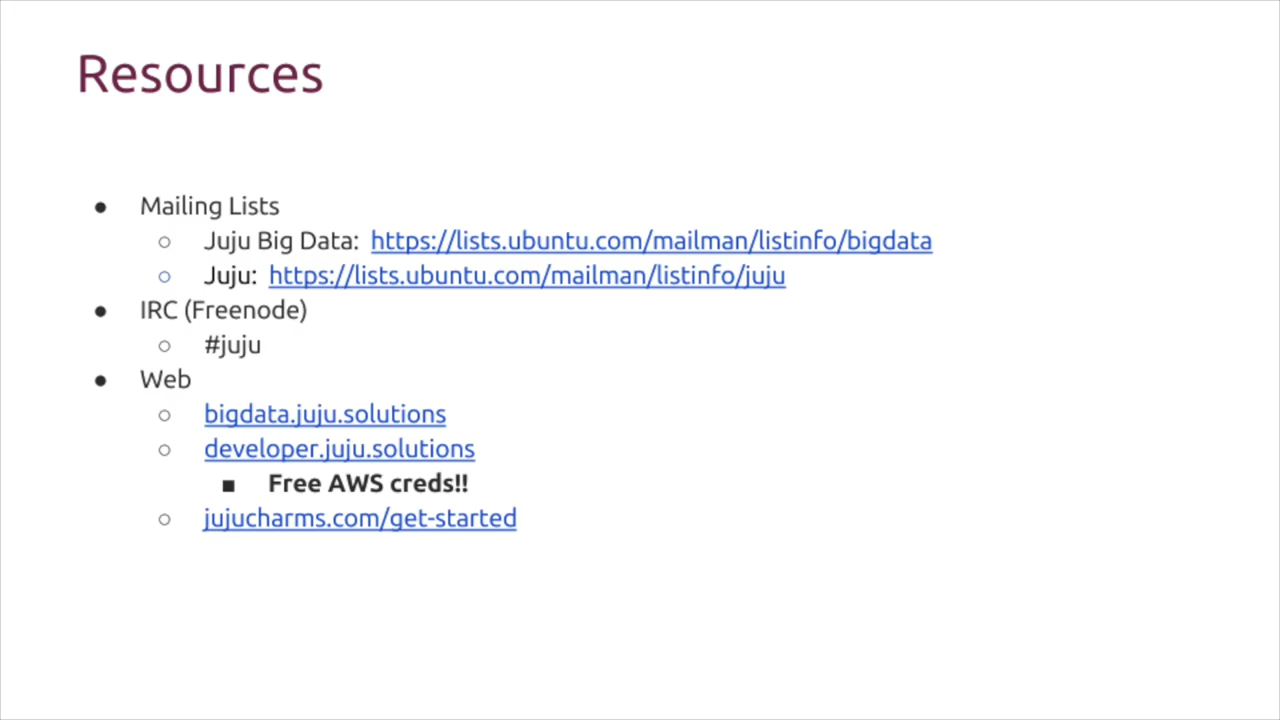 Resources
● Mailing Lists
○ Juju Big Data: https://lists.ubuntu.com/mailman/listinfo/bigdata
○ Juju: https://lists.ubuntu.com/mailman/listinfo/juju
● IRC (Freenode)
○ #juju
● Web
○ bigdata.juju.solutions
○ developer.juju.solutions
■ Free AWS creds!!
○ jujucharms.com/get-started